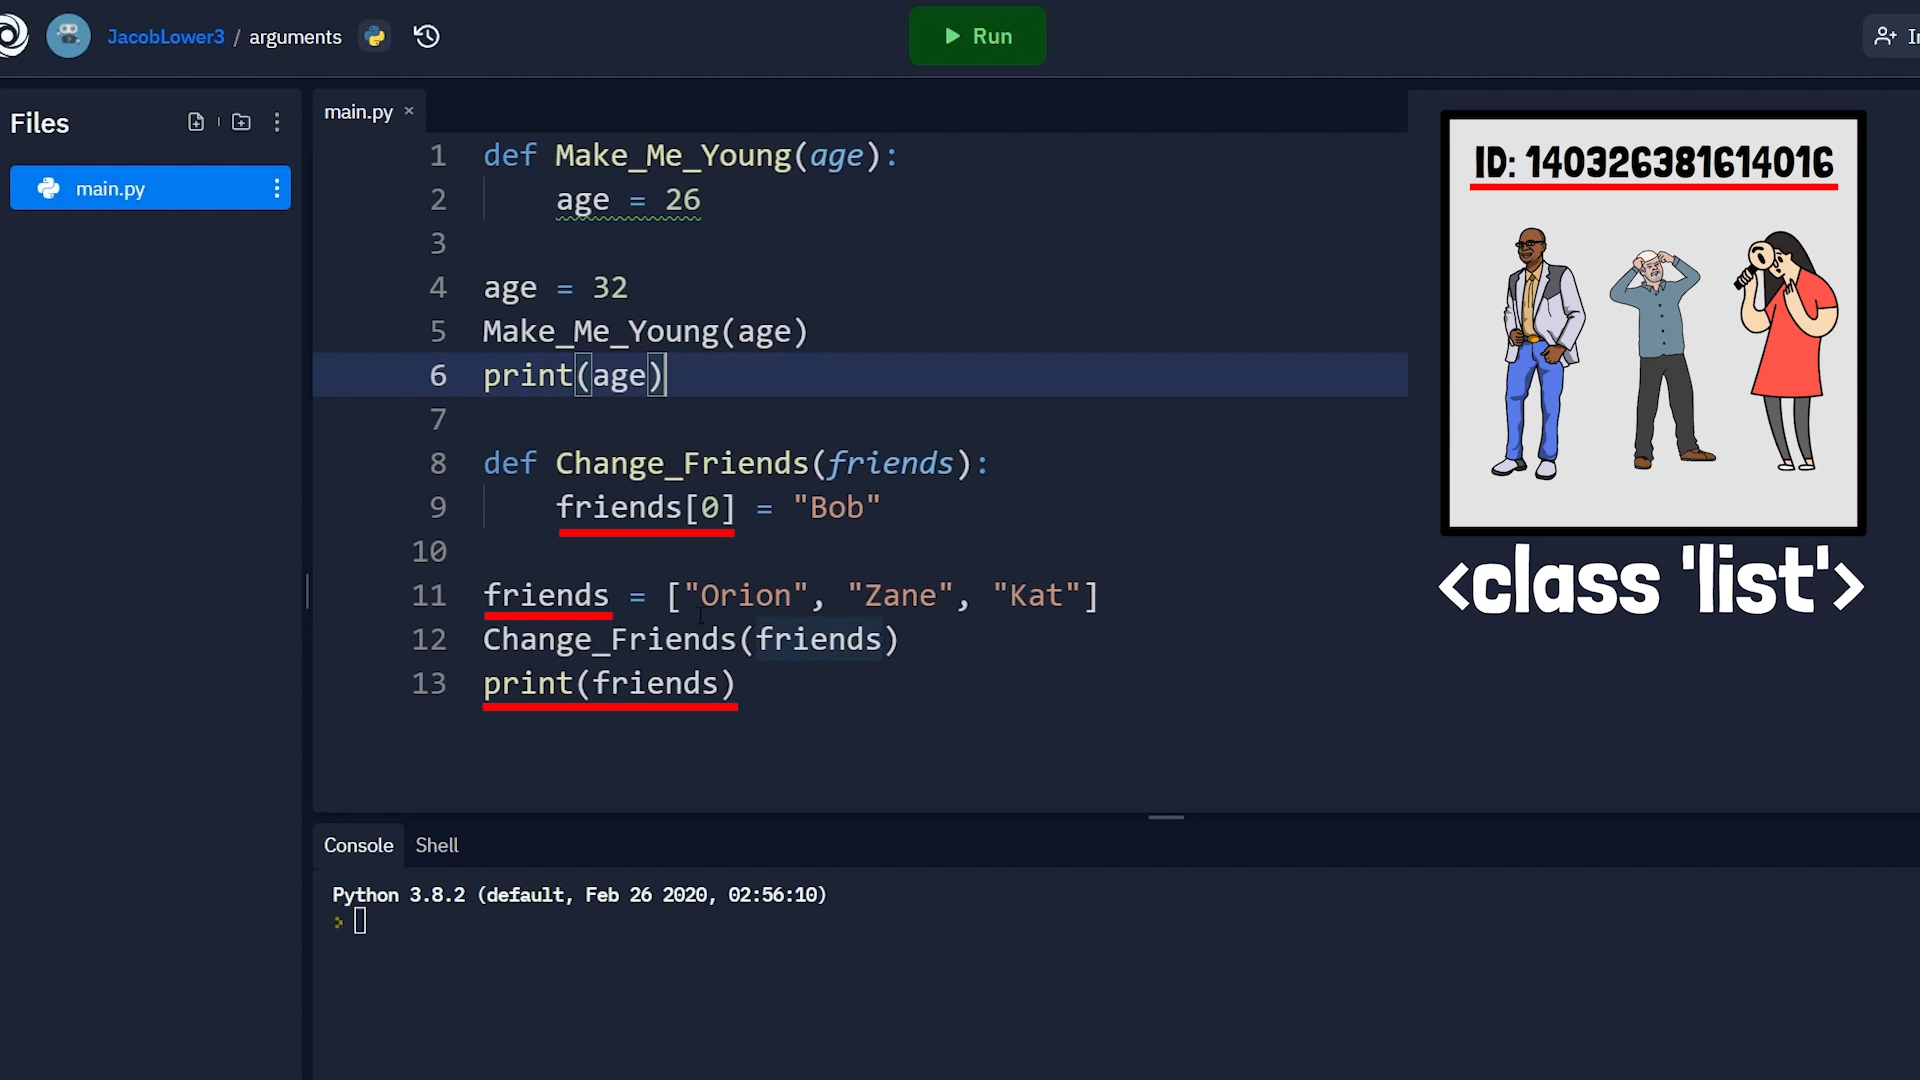 JacobLower3 / arguments
Run
In
Files
main.py
main.py ×
1 def Make_Me_Young(age):
2 age = 26
3
4 age = 32
5 Make_Me_Young(age)
6 print(age)
7
8 def Change_Friends(friends):
9 friends[0] = "Bob"
10
11 friends = ["Orion", "Zane", "Kat"]
12 Change_Friends(friends)
13 print(friends)
ID: 140326381614016
<class 'list'>
Console Shell
Python 3.8.2 (default, Feb 26 2020, 02:56:10)
>